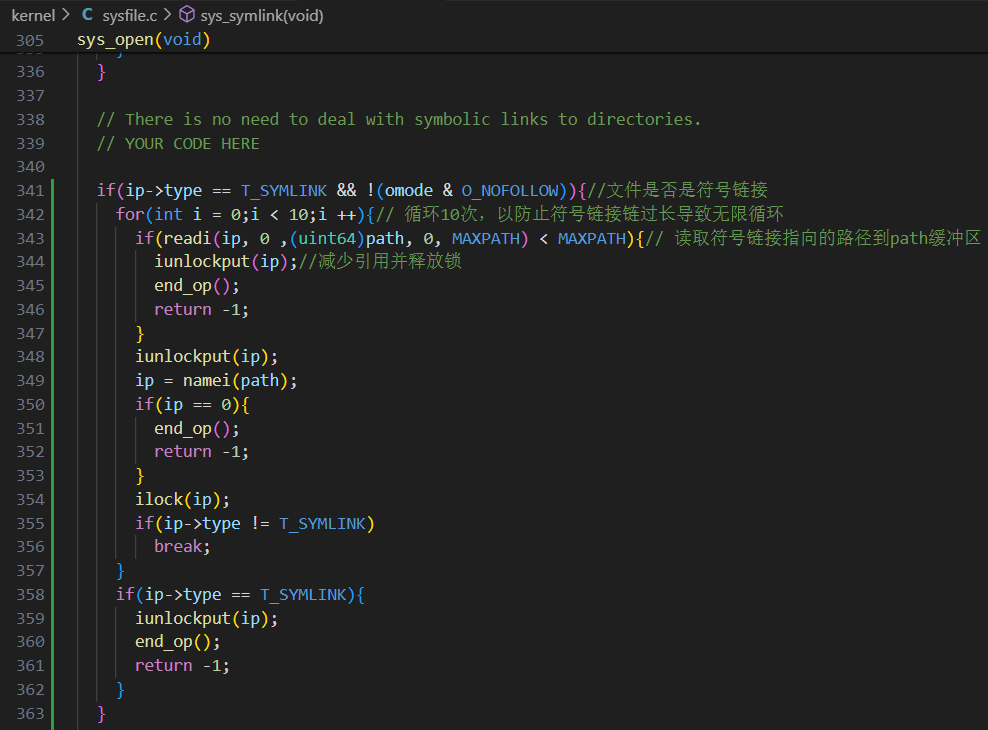 kernel > C sysfile.c > sys_symlink(void)
305 sys_open(void)
336 }
337
338 // There is no need to deal with symbolic links to directories.
339 // YOUR CODE HERE
340
341 if(ip->type == T_SYMLINK && !(omode & O_NOFOLLOW)){//文件是否是符号链接
342 for(int i = 0;i < 10;i ++){// 循环10次，以防止符号链接链过长导致无限循环
343 if(readi(ip, 0 ,(uint64)path, 0, MAXPATH) < MAXPATH){// 读取符号链接指向的路径到path缓冲区
344 iunlockput(ip);//减少引用并释放锁
345 end_op();
346 return -1;
347 }
348 iunlockput(ip);
349 ip = namei(path);
350 if(ip == 0){
351 end_op();
352 return -1;
353 }
354 ilock(ip);
355 if(ip->type != T_SYMLINK)
356 break;
357 }
358 if(ip->type == T_SYMLINK){
359 iunlockput(ip);
360 end_op();
361 return -1;
362 }
363 }